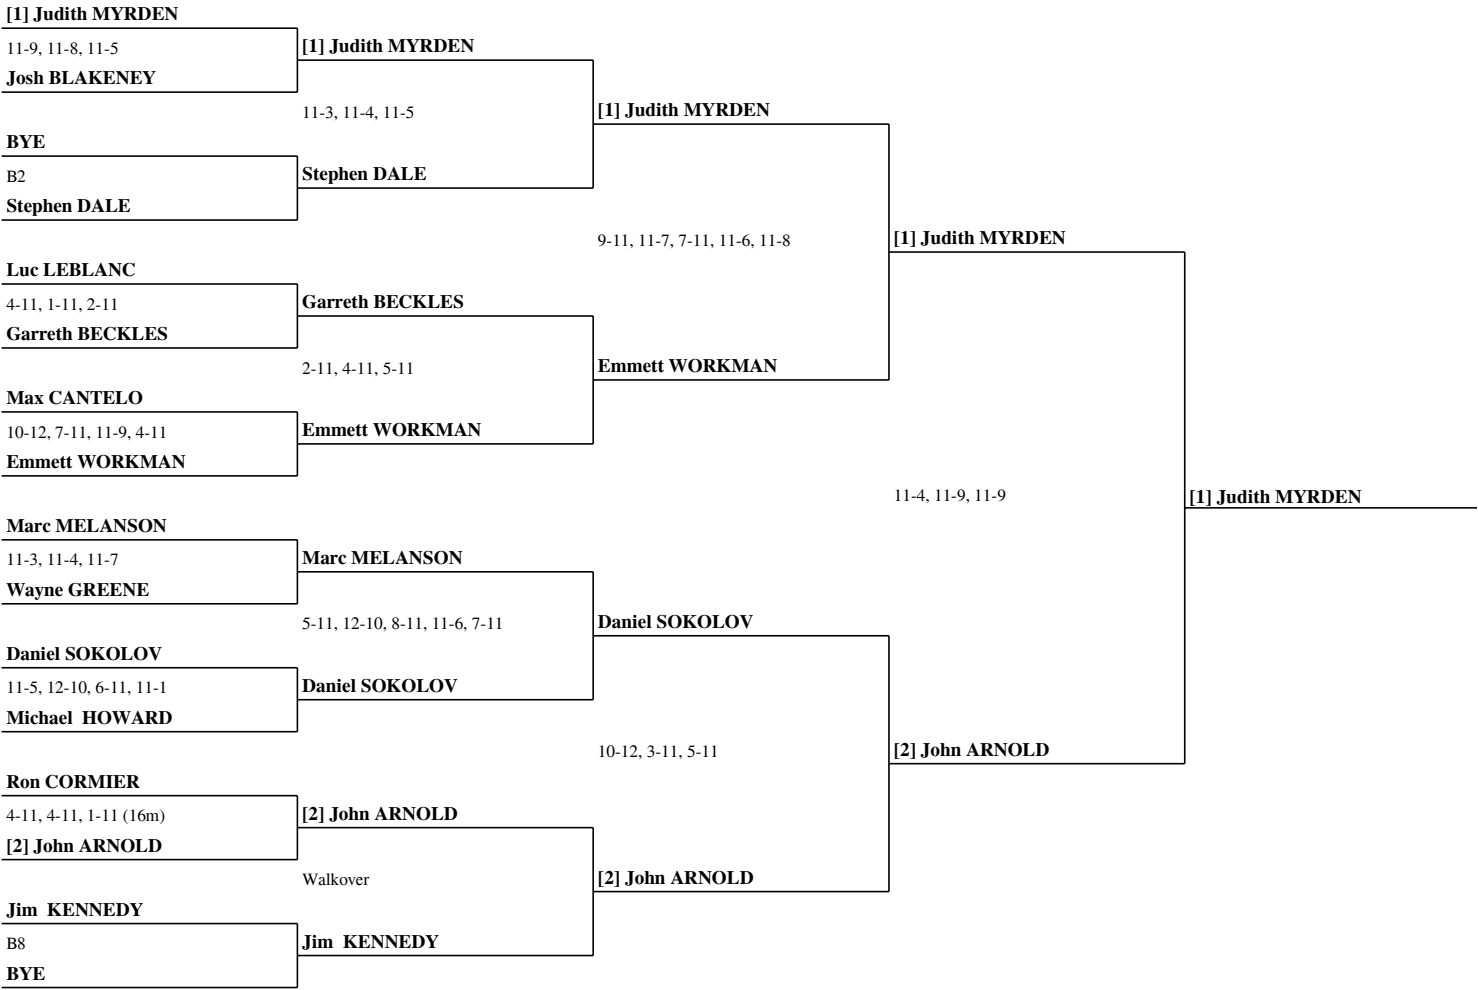 [1] Judith MYRDEN
11-9, 11-8, 11-5
Josh BLAKENEY
BYE
B2
Stephen DALE
Luc LEBLANC
4-11, 1-11, 2-11
Garreth BECKLES
Max CANTELO
10-12, 7-11, 11-9, 4-11
Emmett WORKMAN
Marc MELANSON
11-3, 11-4, 11-7
Wayne GREENE
Daniel SOKOLOV
11-5, 12-10, 6-11, 11-1
Michael  HOWARD
Ron CORMIER
4-11, 4-11, 1-11 (16m)
[2] John ARNOLD
Jim  KENNEDY
B8
BYE
[1] Judith MYRDEN
11-3, 11-4, 11-5
Stephen DALE
Garreth BECKLES
2-11, 4-11, 5-11
Emmett WORKMAN
Marc MELANSON
5-11, 12-10, 8-11, 11-6, 7-11
Daniel SOKOLOV
[2] John ARNOLD
Walkover
Jim  KENNEDY
[1] Judith MYRDEN
9-11, 11-7, 7-11, 11-6, 11-8
Emmett WORKMAN
Daniel SOKOLOV
10-12, 3-11, 5-11
[2] John ARNOLD
[1] Judith MYRDEN
11-4, 11-9, 11-9
[2] John ARNOLD
[1] Judith MYRDEN